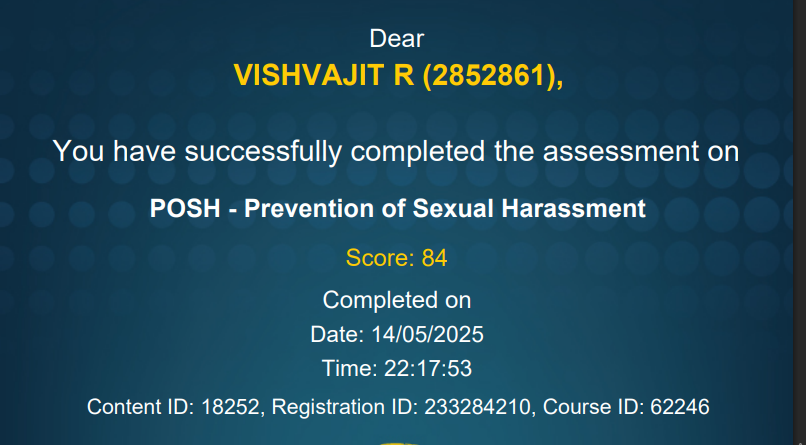 Dear
VISHVAJIT R (2852861),
You have successfully completed the assessment on
POSH - Prevention of Sexual Harassment
Score: 84
Completed on
Date: 14/05/2025
Time: 22:17:53
Content ID: 18252, Registration ID: 233284210, Course ID: 62246